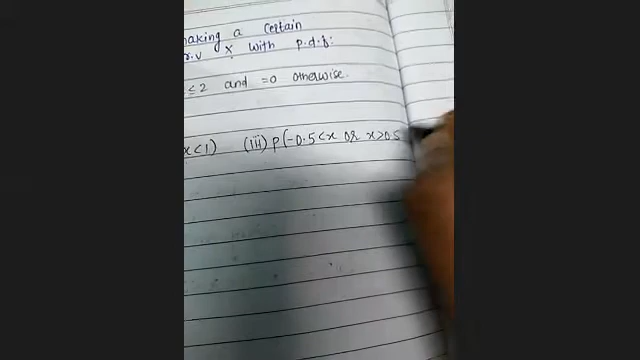 making a certain
r.v X with p.d.f:
≤ 2 and =0 otherwise.
x<1) (iii) P(-0.5<x or x>0.5